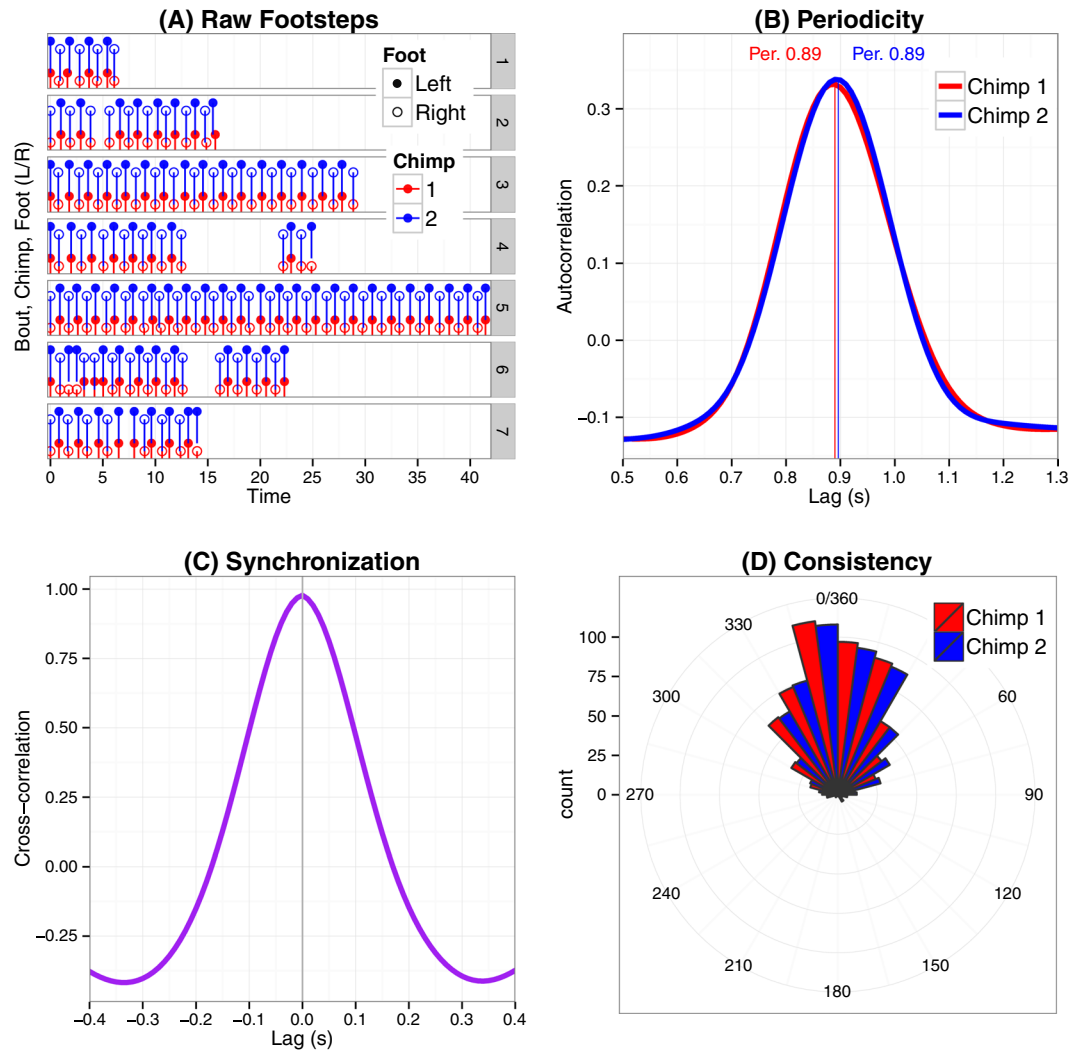 (A) Raw Footsteps
Bout, Chimp, Foot (L/R)
1
2
3
4
5
6
7
Foot
Left
Right
Chimp
1
2
0 5 10 15 20 25 30 35 40
Time
(B) Periodicity
Per. 0.89 Per. 0.89
Chimp 1
Chimp 2
Autocorrelation
0.3
0.2
0.1
0.0
−0.1
0.5 0.6 0.7 0.8 0.9 1.0 1.1 1.2 1.3
Lag (s)
(C) Synchronization
Cross−correlation
1.00
0.75
0.50
0.25
0.00
−0.25
−0.4 −0.3 −0.2 −0.1 0.0 0.1 0.2 0.3 0.4
Lag (s)
(D) Consistency
Chimp 1
Chimp 2
count
100
75
50
25
0
0/360
60
90
120
150
180
210
240
270
300
330